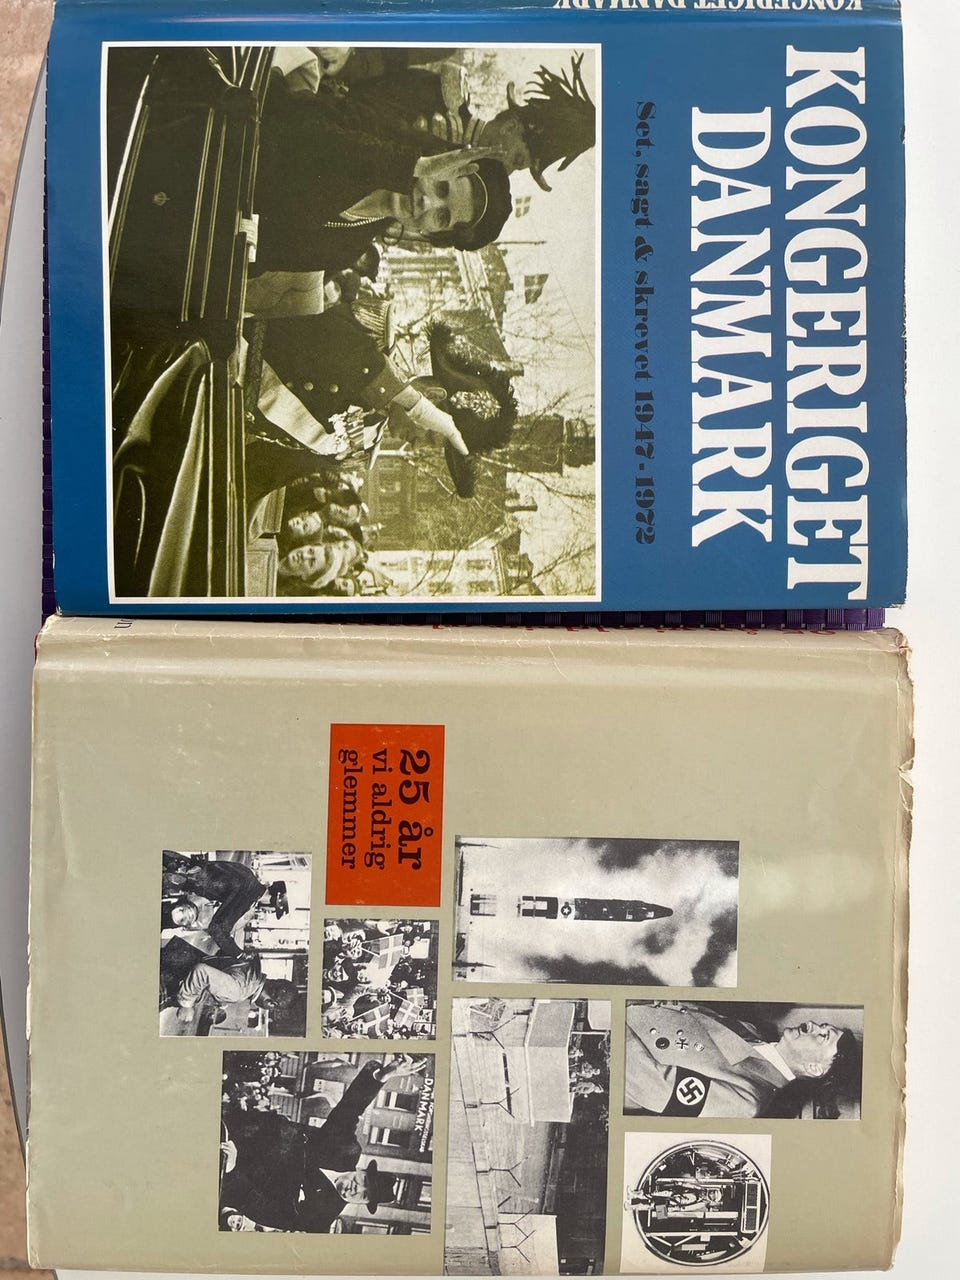 KONGERIGET DANMARK
KONGERIGET
DANMARK
Set, sagt & skrevet 1947-1972
25 år
vi aldrig
glemmer
DANMARK